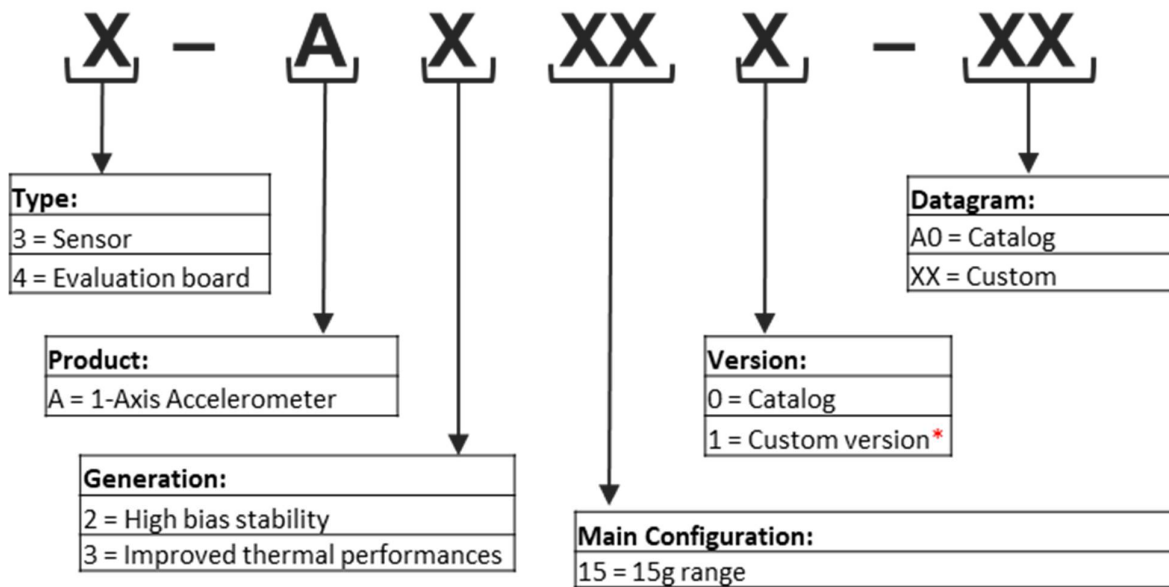 X – A X XX X – XX
Type:
3 = Sensor
4 = Evaluation board
Datagram:
A0 = Catalog
XX = Custom
Product:
A = 1-Axis Accelerometer
Version:
0 = Catalog
1 = Custom version*
Generation:
2 = High bias stability
3 = Improved thermal performances
Main Configuration:
15 = 15g range